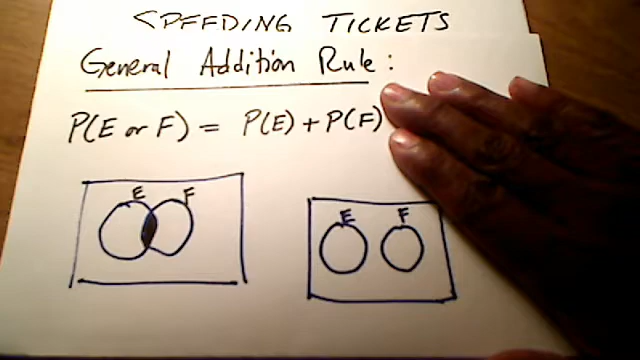 SPEEDING TICKETS
General Addition Rule:
P(E or F) = P(E) + P(F)
E F
E F